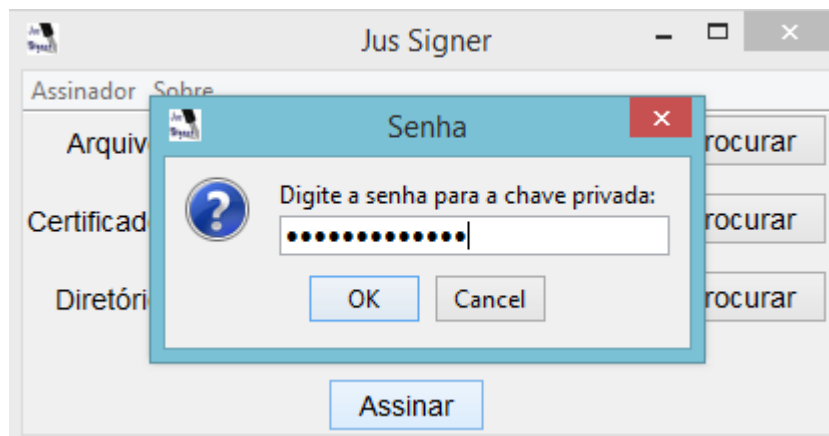 Jus Signer
Assinador Sobre
Senha
Arquiv rocurar
Digite a senha para a chave privada:
•••••••••••••
Certificad rocurar
OK Cancel
Diretóri rocurar
Assinar